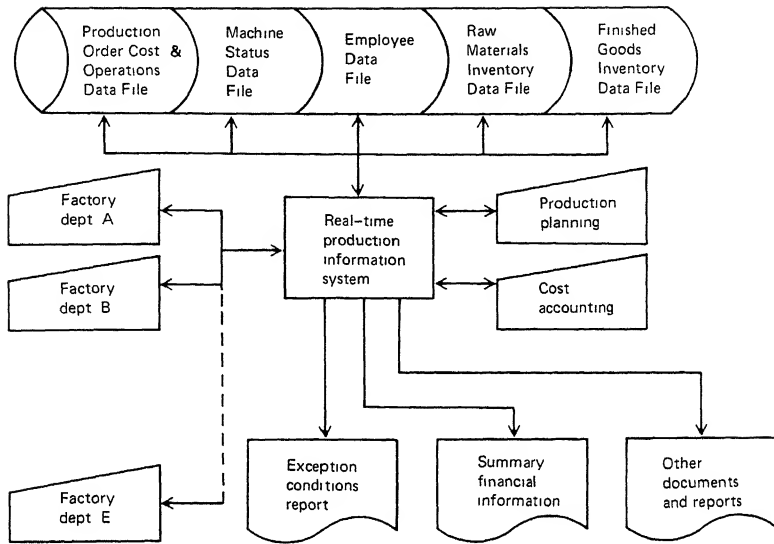 Production
Order Cost &
Operations
Data File
Machine
Status
Data
File
Employee
Data
File
Raw
Materials
Inventory
Data File
Finished
Goods
Inventory
Data File
Factory
dept A
Real-time
production
information
system
Production
planning
Factory
dept B
Cost
accounting
Factory
dept E
Exception
conditions
report
Summary
financial
information
Other
documents
and reports